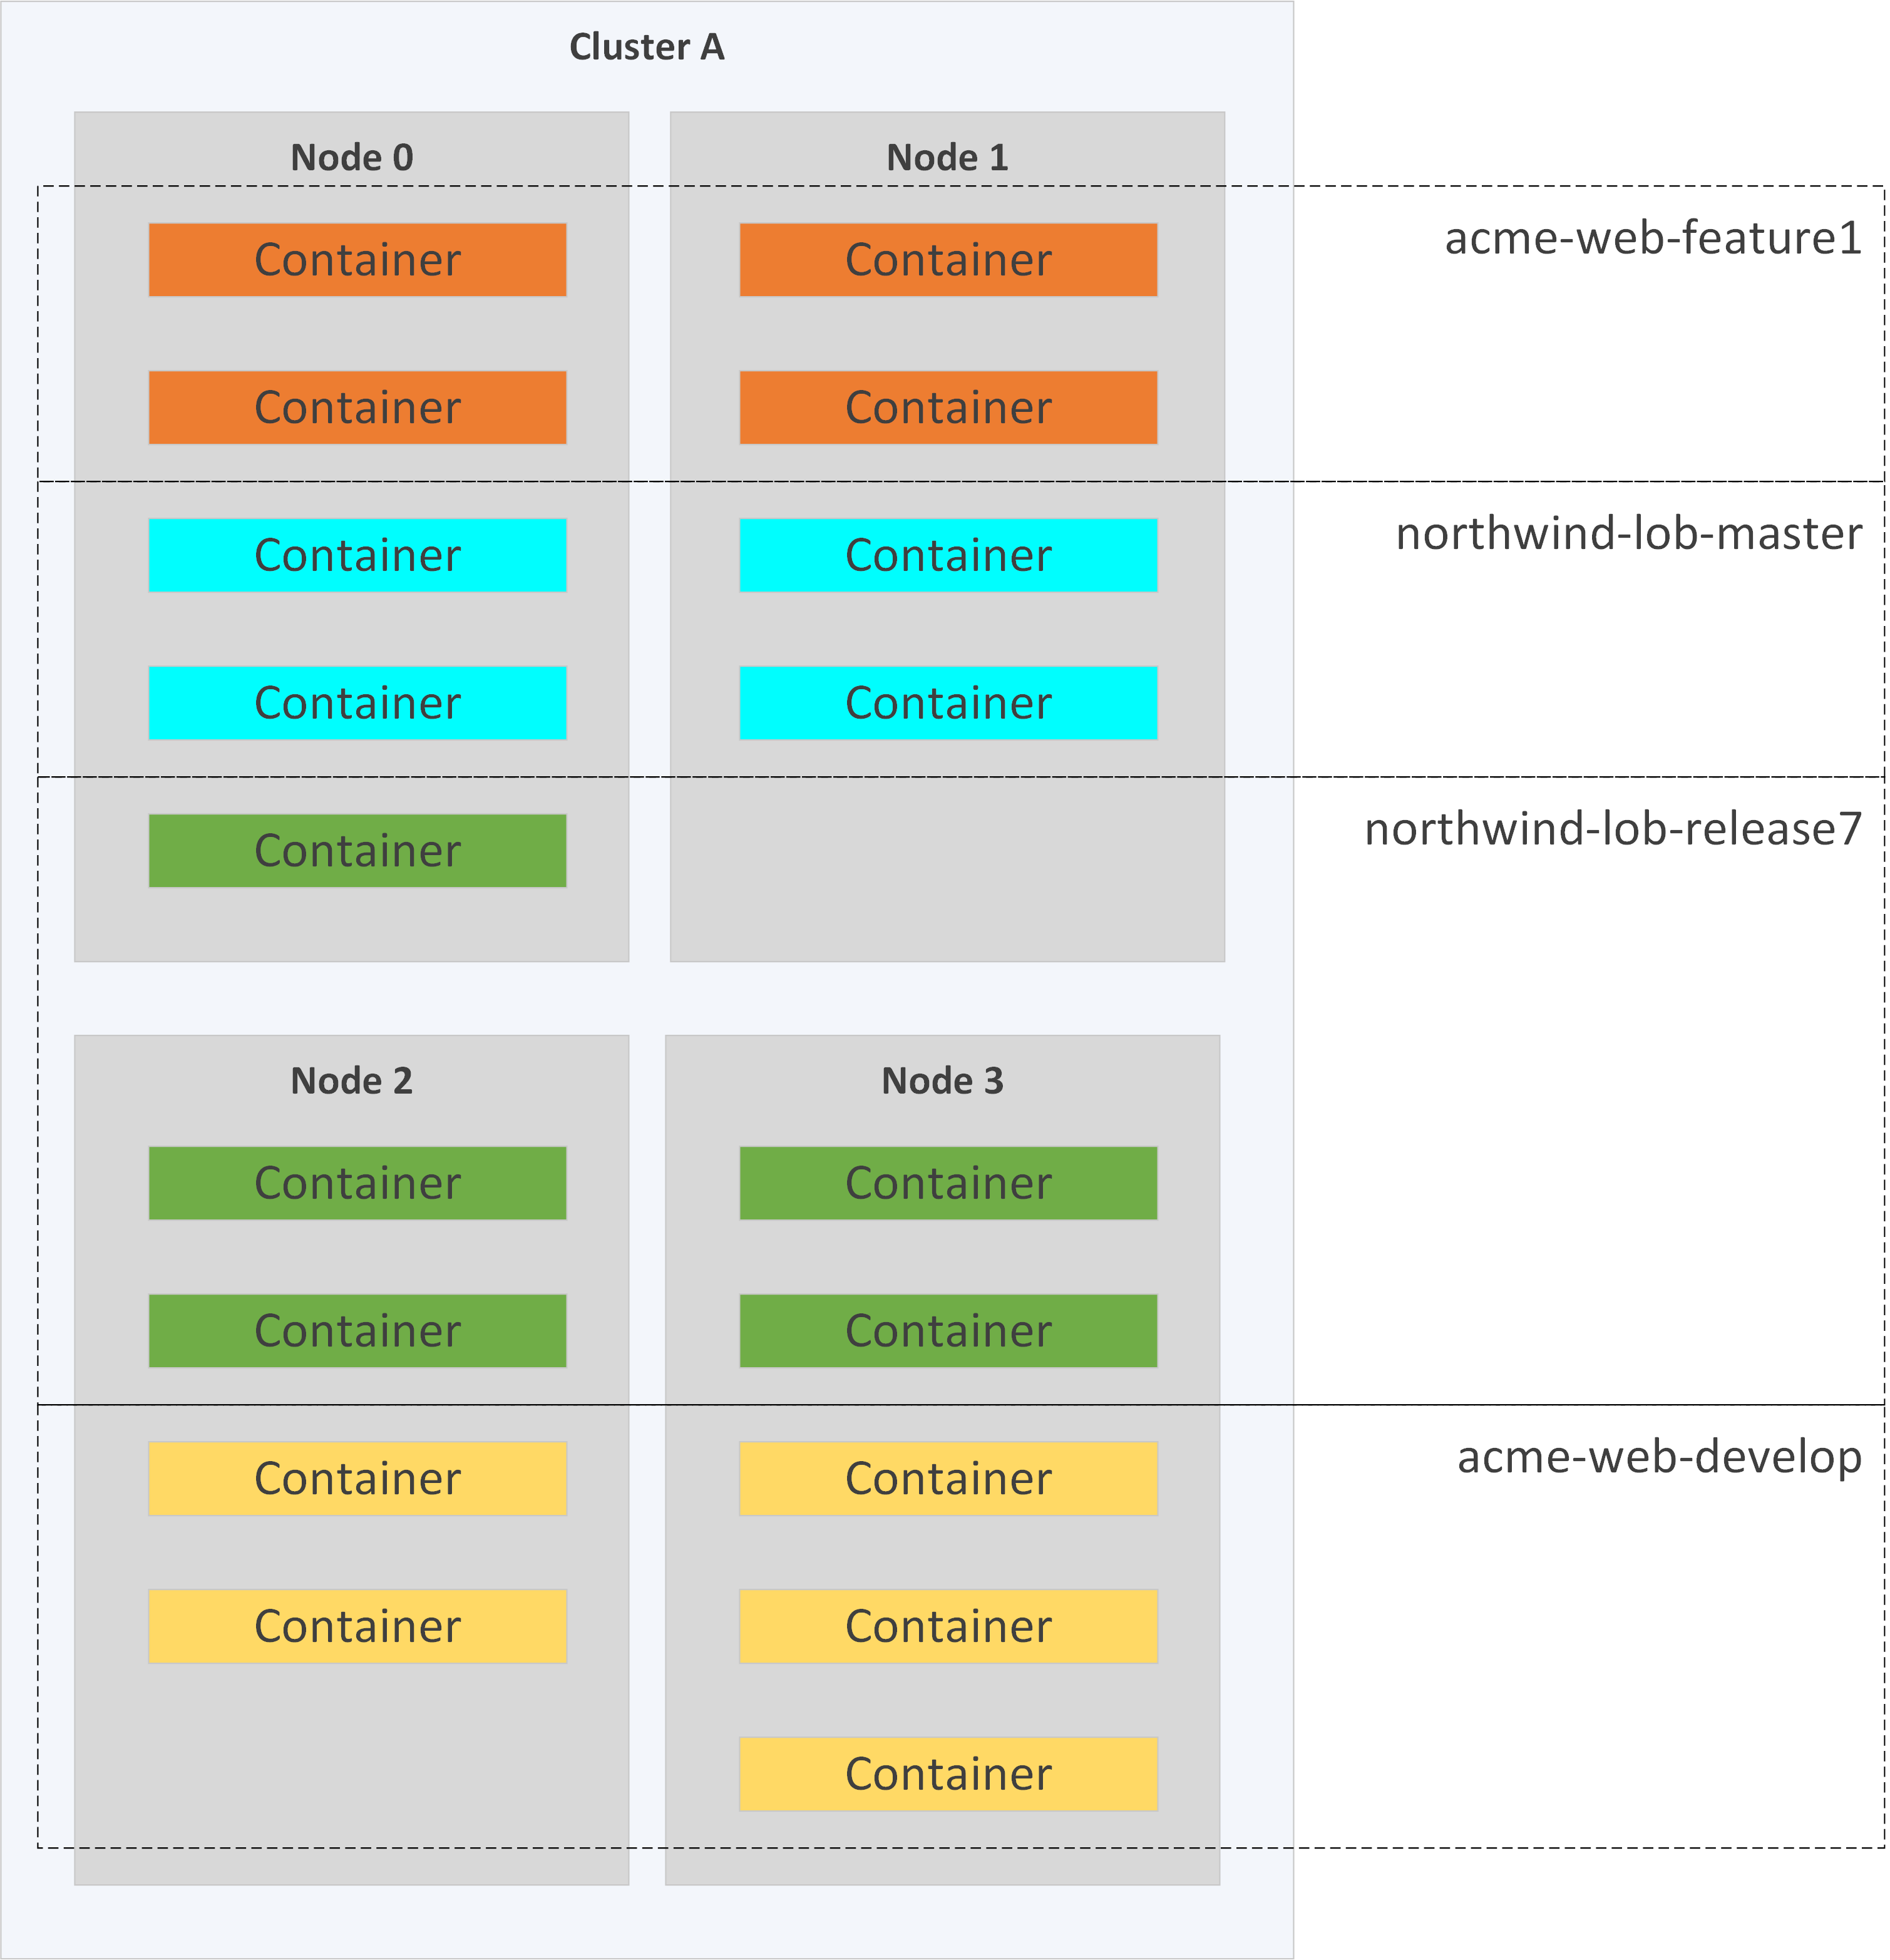 Cluster A
Node 0
Node 1
Container
Container
acme-web-feature1
Container
Container
Container
Container
northwind-lob-master
Container
Container
Container
northwind-lob-release7
Node 2
Node 3
Container
Container
Container
Container
Container
Container
acme-web-develop
Container
Container
Container